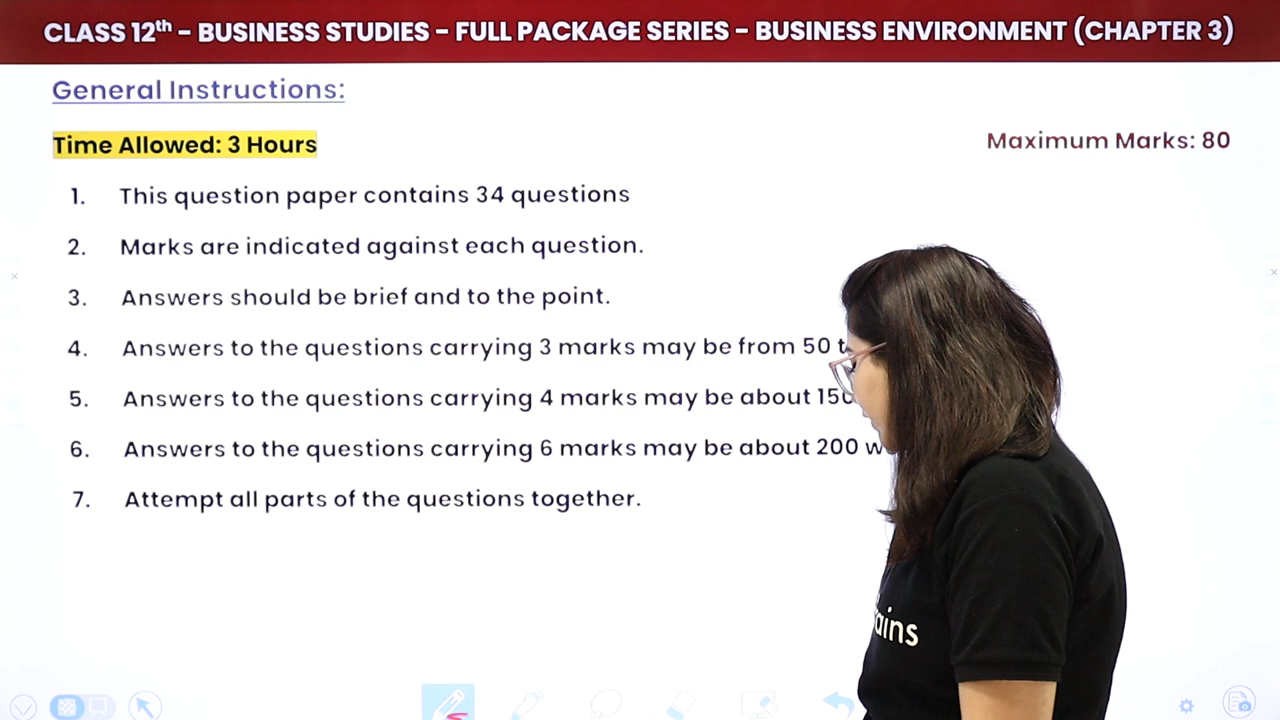 CLASS 12th – BUSINESS STUDIES – FULL PACKAGE SERIES – BUSINESS ENVIRONMENT (CHAPTER 3)
General Instructions:
Time Allowed: 3 Hours
Maximum Marks: 80
1. This question paper contains 34 questions
2. Marks are indicated against each question.
3. Answers should be brief and to the point.
4. Answers to the questions carrying 3 marks may be from 50
5. Answers to the questions carrying 4 marks may be about
6. Answers to the questions carrying 6 marks may be about 200
7. Attempt all parts of the questions together.